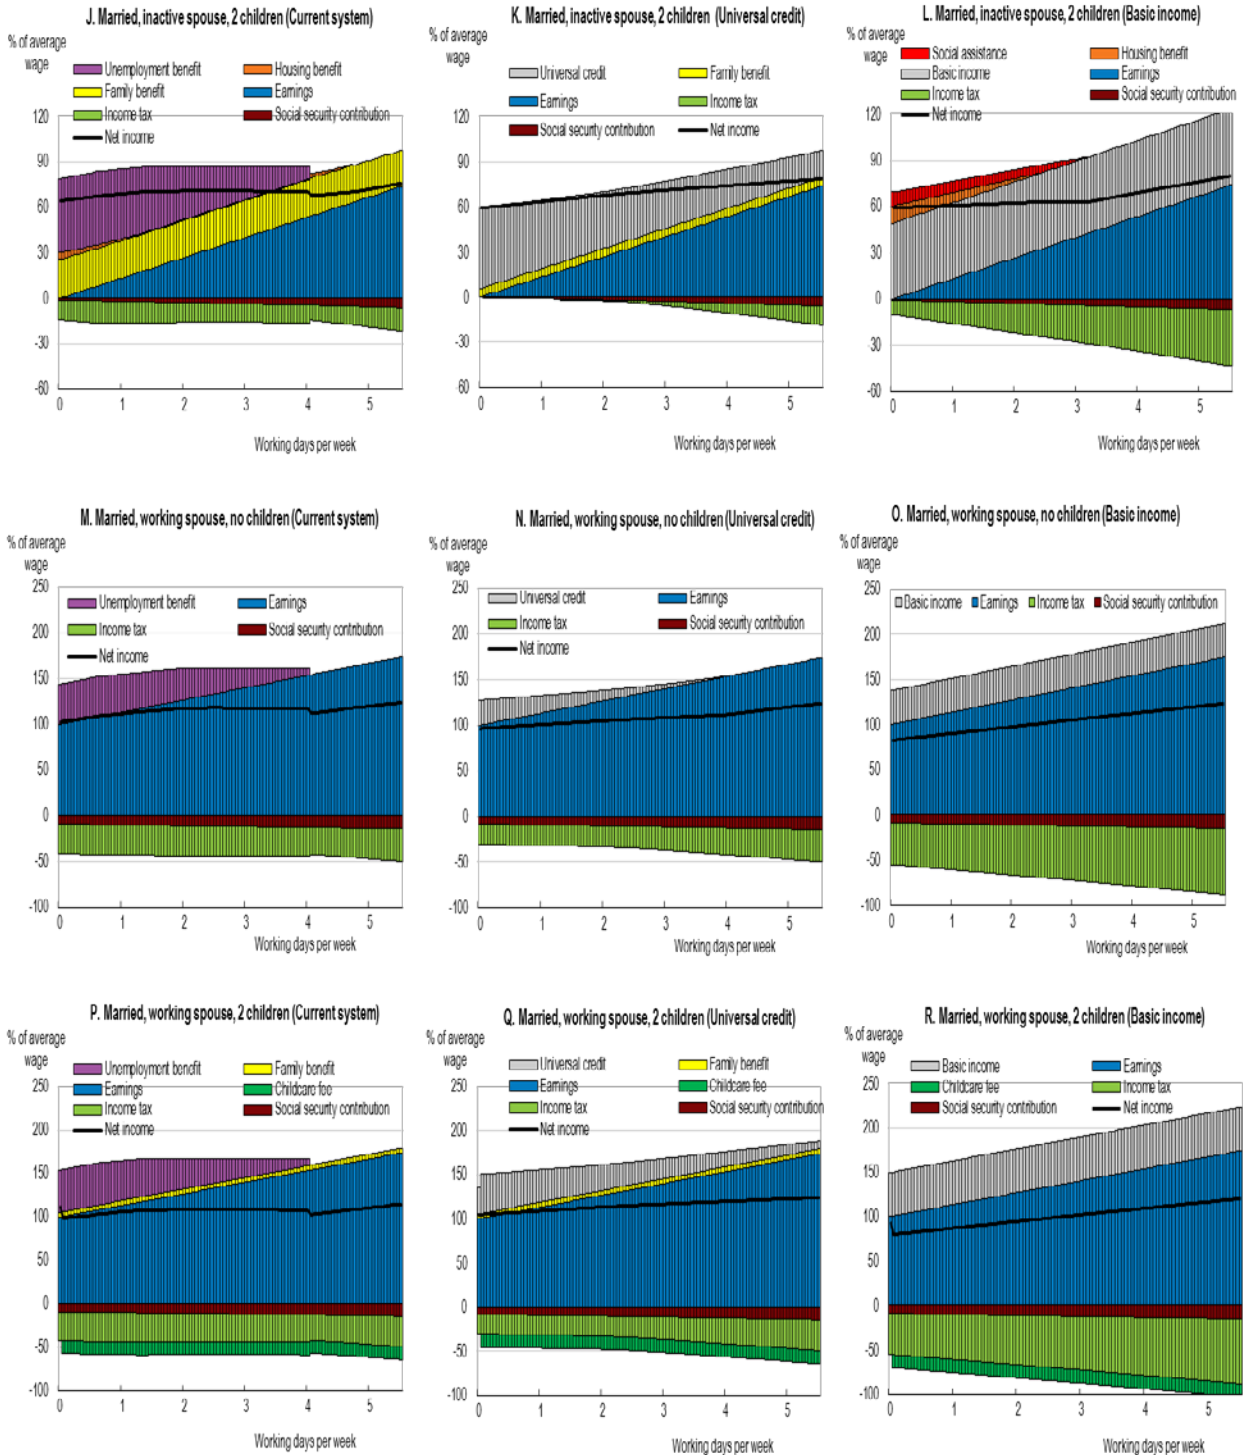 J. Married, inactive spouse, 2 children (Current system)
% of average
wage
Unemployment benefit
Housing benefit
Family benefit
Earnings
Income tax
Social security contribution
Net income
120
90
60
30
0
-30
-60
0 1 2 3 4 5
Working days per week
K. Married, inactive spouse, 2 children (Universal credit)
% of average
wage
Universal credit
Family benefit
Earnings
Income tax
Social security contribution
Net income
120
90
60
30
0
-30
-60
0 1 2 3 4 5
Working days per week
L. Married, inactive spouse, 2 children (Basic income)
% of average
wage
Social assistance
Housing benefit
Basic income
Earnings
Income tax
Social security contribution
Net income
120
90
60
30
0
-30
-60
0 1 2 3 4 5
Working days per week
M. Married, working spouse, no children (Current system)
% of average
wage
Unemployment benefit
Earnings
Income tax
Social security contribution
Net income
250
200
150
100
50
0
-50
-100
0 1 2 3 4 5
Working days per week
N. Married, working spouse, no children (Universal credit)
% of average
wage
Universal credit
Earnings
Income tax
Social security contribution
Net income
250
200
150
100
50
0
-50
-100
0 1 2 3 4 5
Working days per week
O. Married, working spouse, no children (Basic income)
% of average
wage
Basic income Earnings Income tax Social security contribution
250
200
150
100
50
0
-50
-100
0 1 2 3 4 5
Working days per week
P. Married, working spouse, 2 children (Current system)
% of average
wage
Unemployment benefit
Family benefit
Earnings
Childcare fee
Income tax
Social security contribution
Net income
250
200
150
100
50
0
-50
-100
0 1 2 3 4 5
Working days per week
Q. Married, working spouse, 2 children (Universal credit)
% of average
wage
Universal credit
Family benefit
Earnings
Childcare fee
Income tax
Social security contribution
Net income
250
200
150
100
50
0
-50
-100
0 1 2 3 4 5
Working days per week
R. Married, working spouse, 2 children (Basic income)
% of average
wage
Basic income
Earnings
Childcare fee
Income tax
Social security contribution
Net income
250
200
150
100
50
0
-50
-100
0 1 2 3 4 5
Working days per week